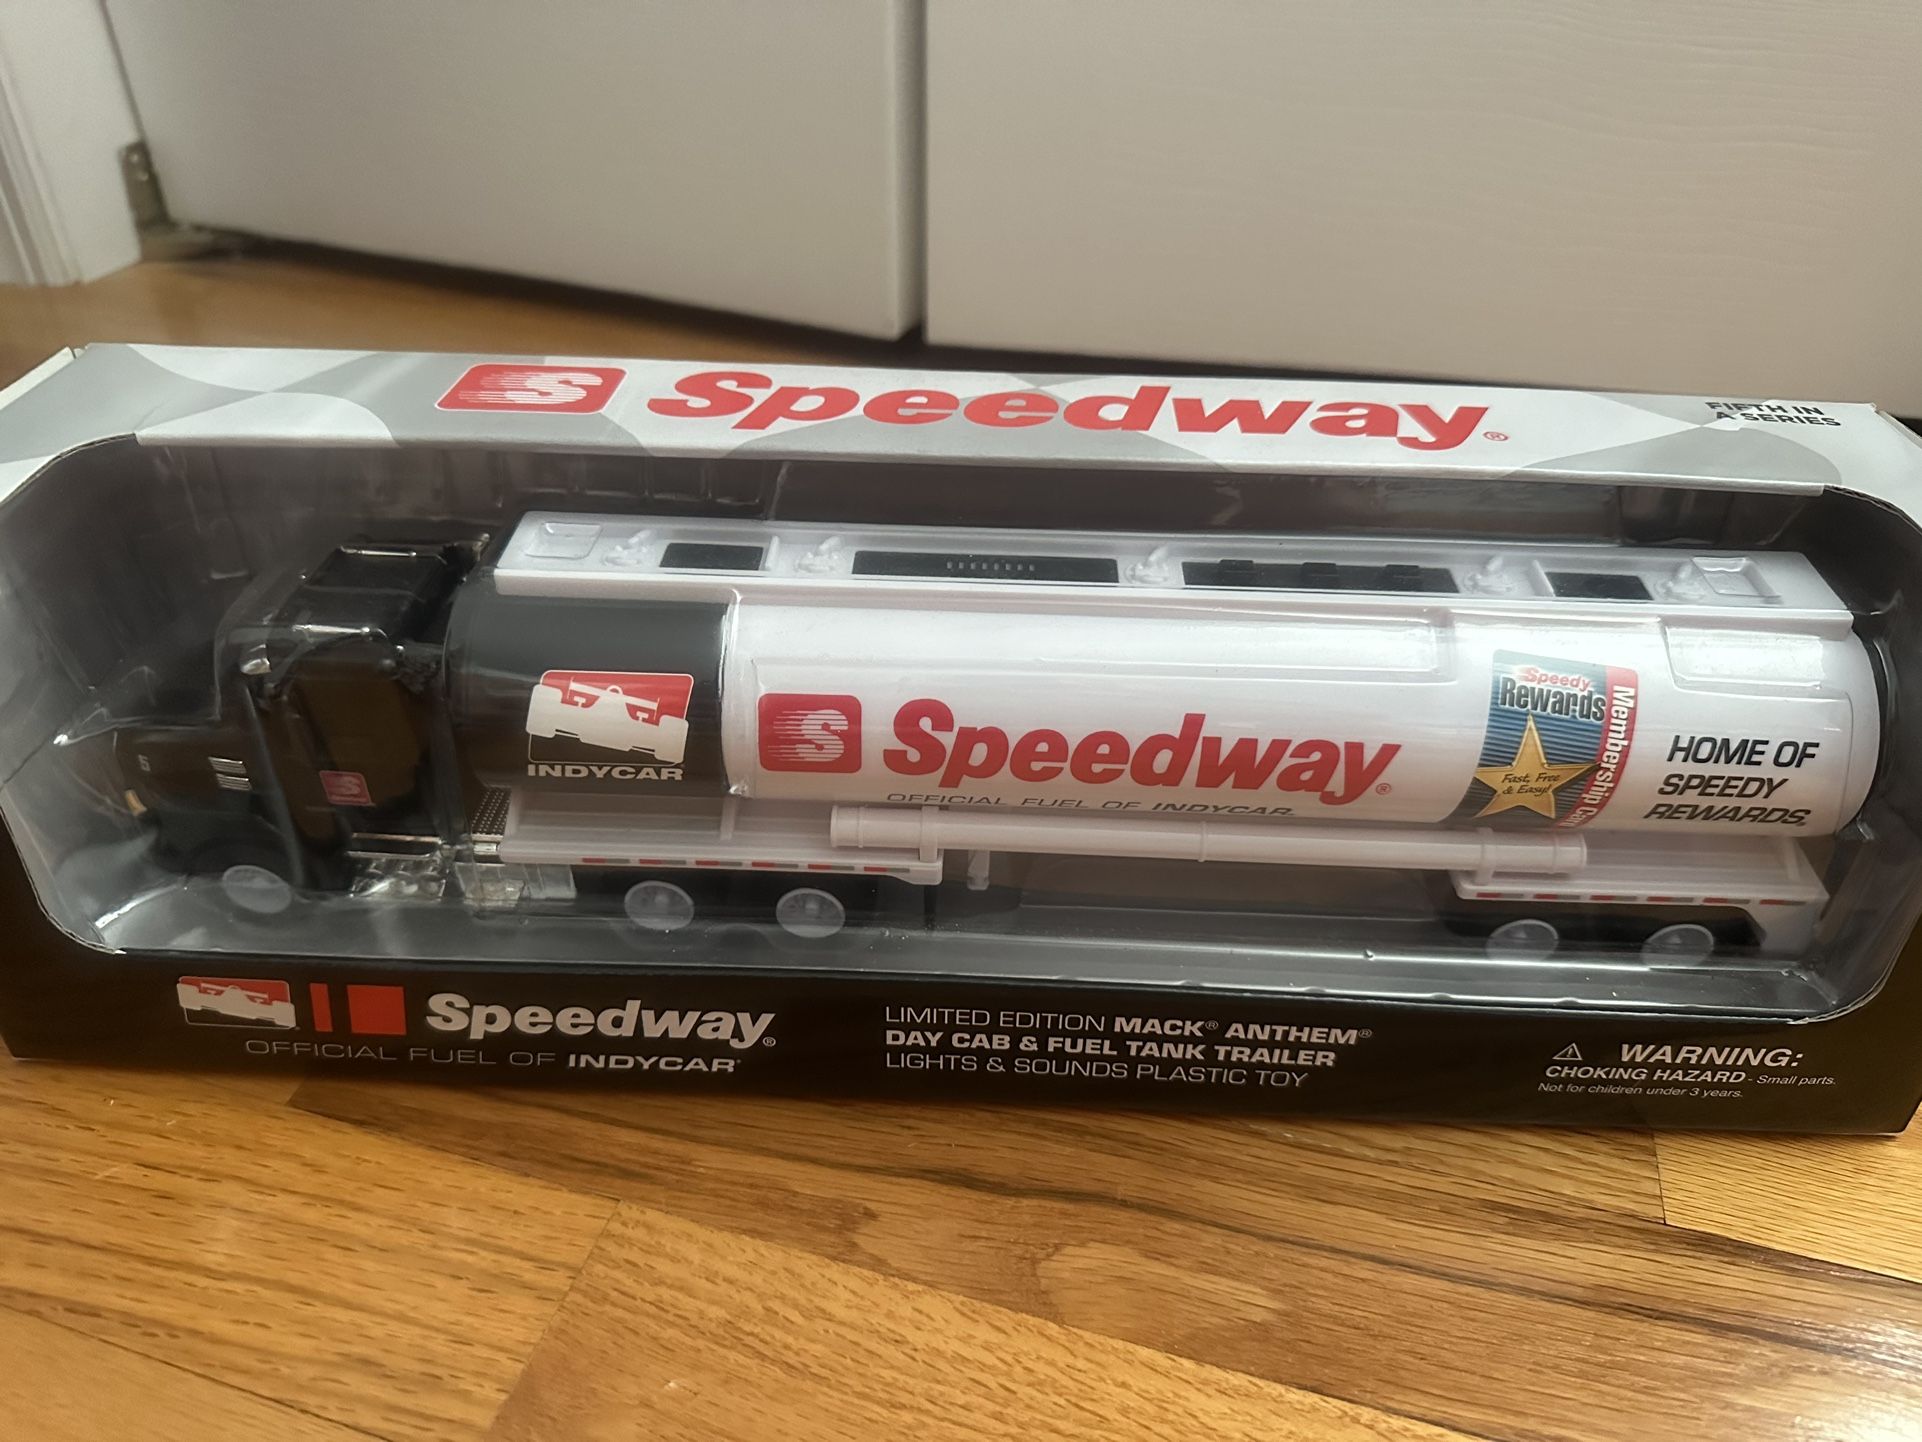 S Speedway®
FIFTH IN
A SERIES
INDYCAR
S Speedway®
OFFICIAL FUEL OF INDYCAR.
Speedy
Rewards
Membership Card
Fast, Free
& Easy!
HOME OF
SPEEDY
REWARDS.
S
Speedway®
OFFICIAL FUEL OF INDYCAR®
LIMITED EDITION MACK® ANTHEM®
DAY CAB & FUEL TANK TRAILER
LIGHTS & SOUNDS PLASTIC TOY
WARNING:
CHOKING HAZARD - Small parts.
Not for children under 3 years.